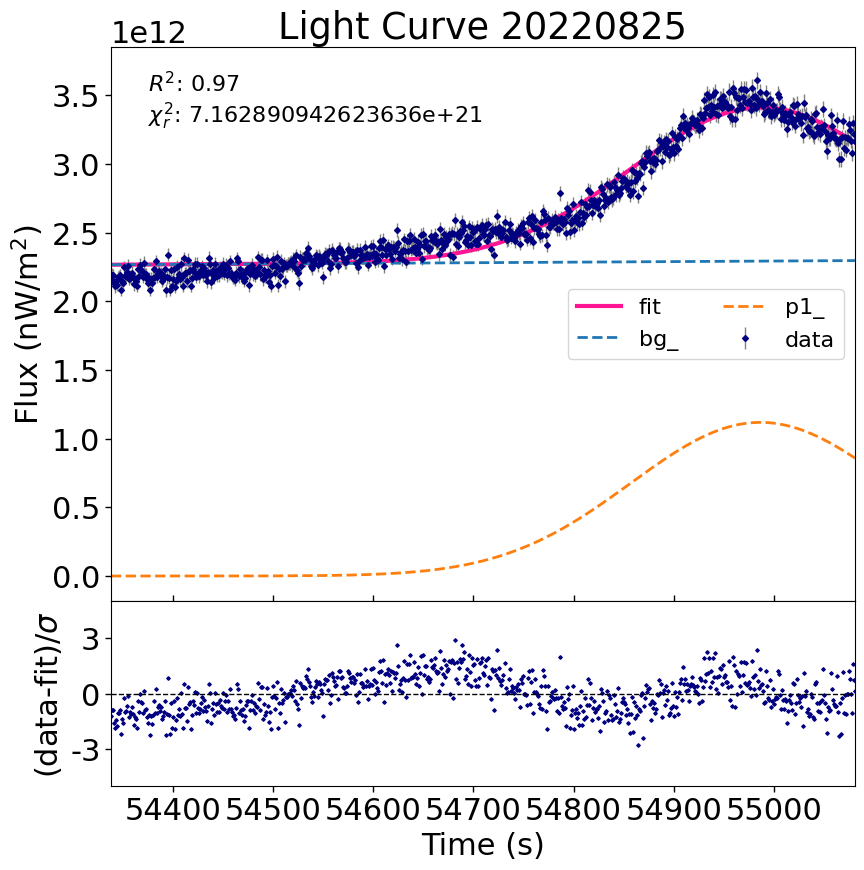 Light Curve 20220825
1e12
R²: 0.97
χ²ᵣ: 7.162890942623636e+21
Flux (nW/m²)
3.5
3.0
2.5
2.0
1.5
1.0
0.5
0.0
fit
bg_
p1_
data
(data-fit)/σ
3
0
-3
54400 54500 54600 54700 54800 54900 55000
Time (s)